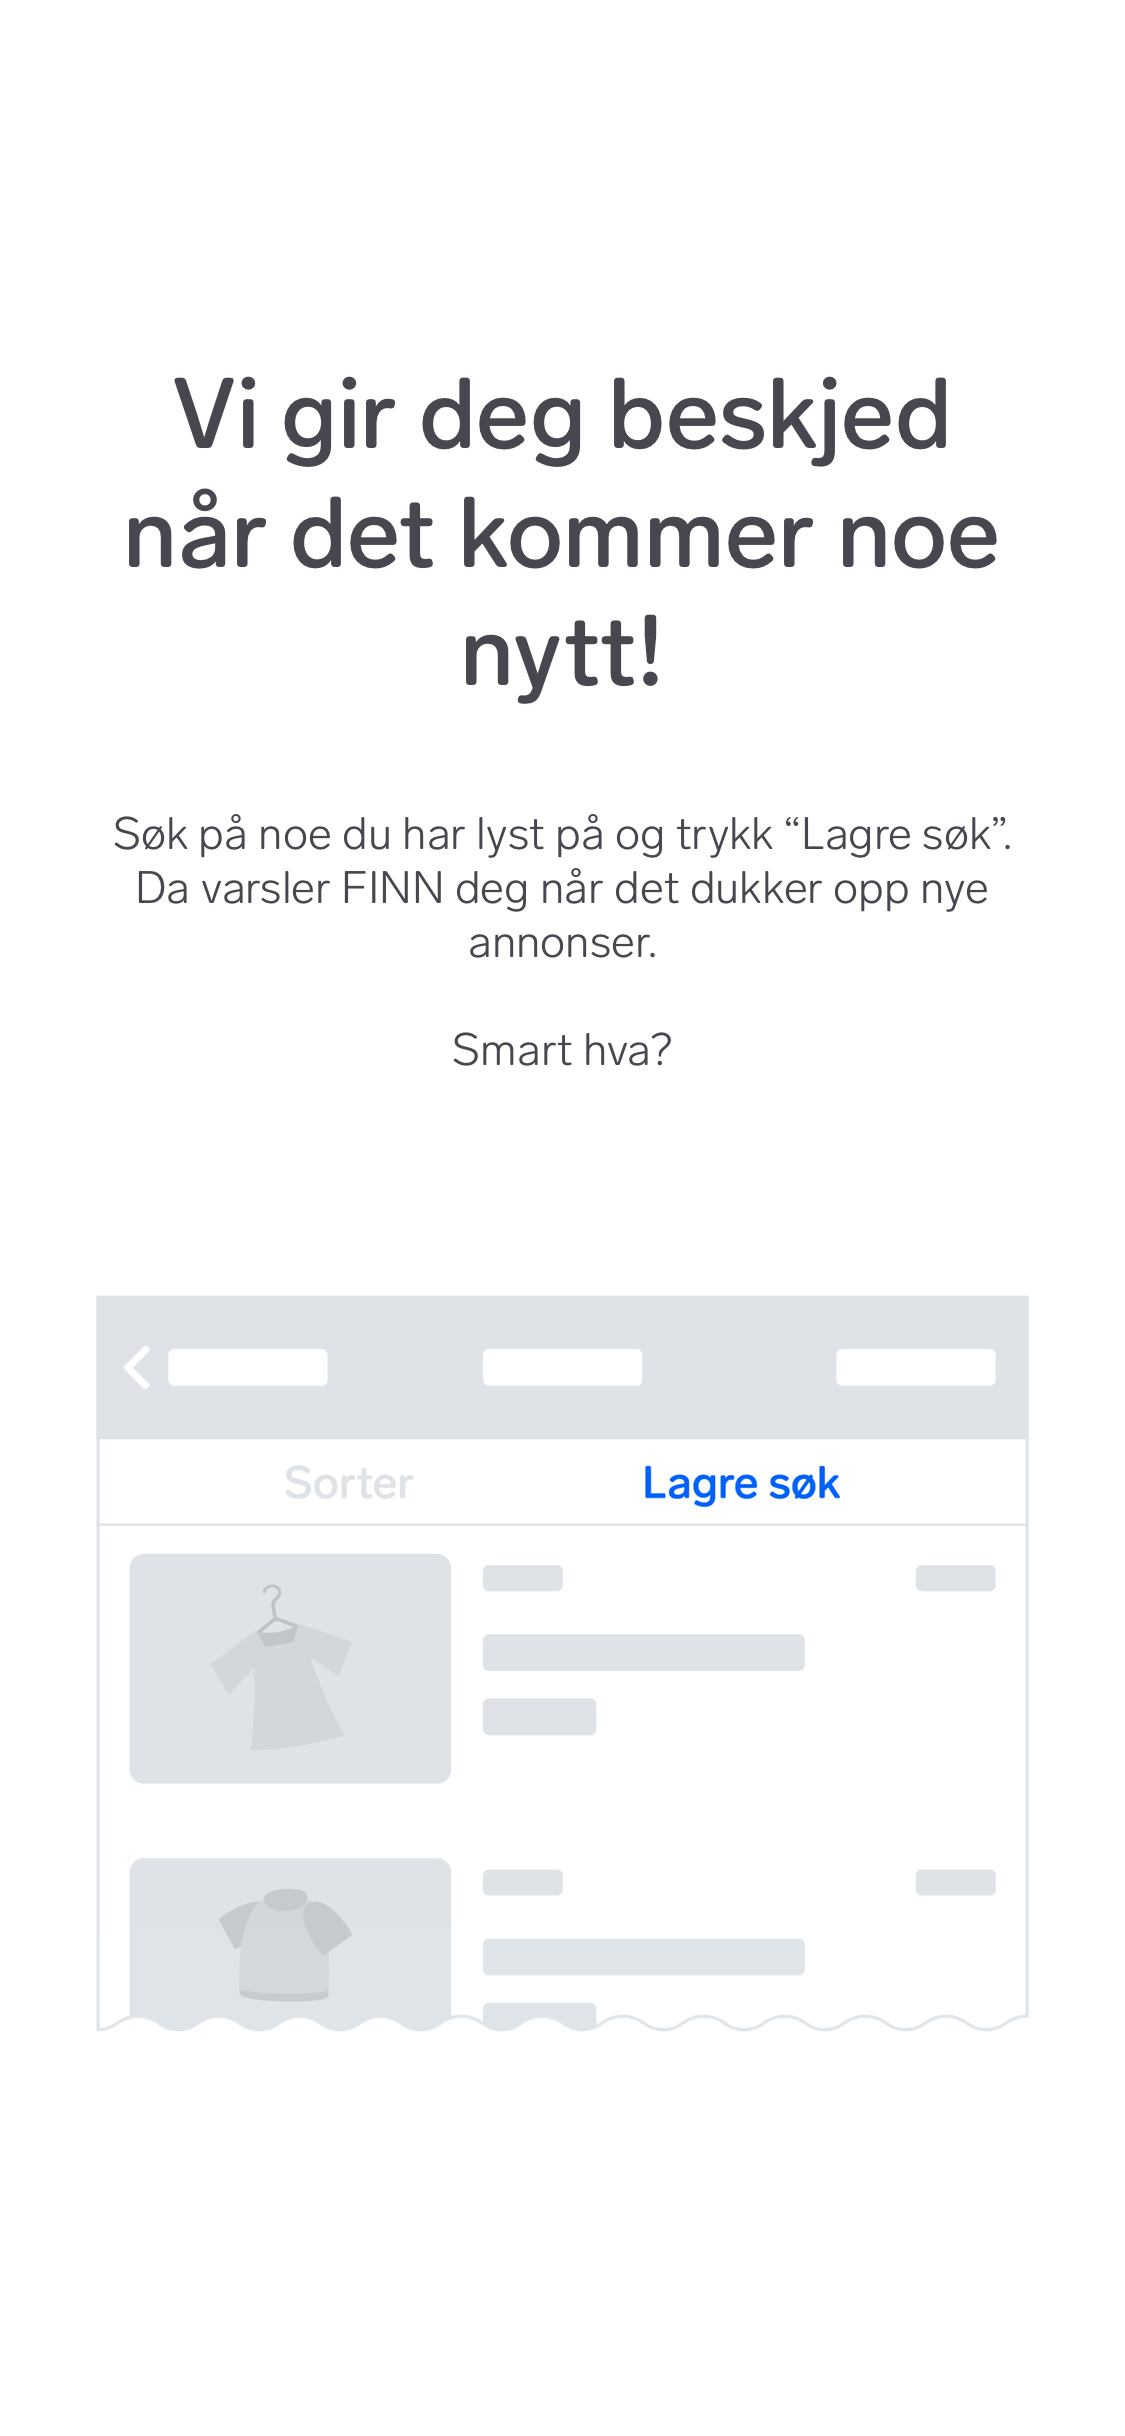 Vi gir deg beskjed
når det kommer noe
nytt!
Søk på noe du har lyst på og trykk “Lagre søk”.
Da varsler FINN deg når det dukker opp nye
annonser.
Smart hva?
Sorter
Lagre søk